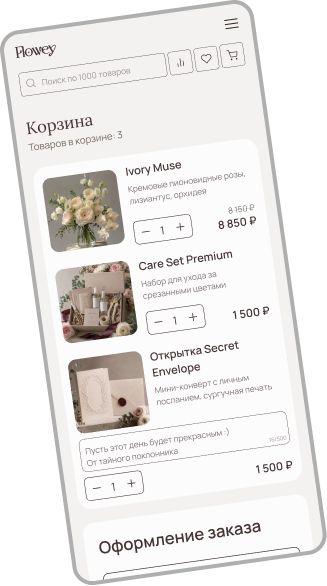 Flowey
Поиск по 1000 товаров
Корзина
Товаров в корзине: 3
Ivory Muse
Кремовые пионовидные розы,
лизиантус, орхидея
8 150 ₽
− 1 +
8 850 ₽
Care Set Premium
Набор для ухода за
срезанными цветами
− 1 +
1 500 ₽
Открытка Secret
Envelope
Мини-конверт с личным
посланием, сургучная печать
Пусть этот день будет прекрасным :)
От тайного поклонника
− 1 +
1 500 ₽
Оформление заказа